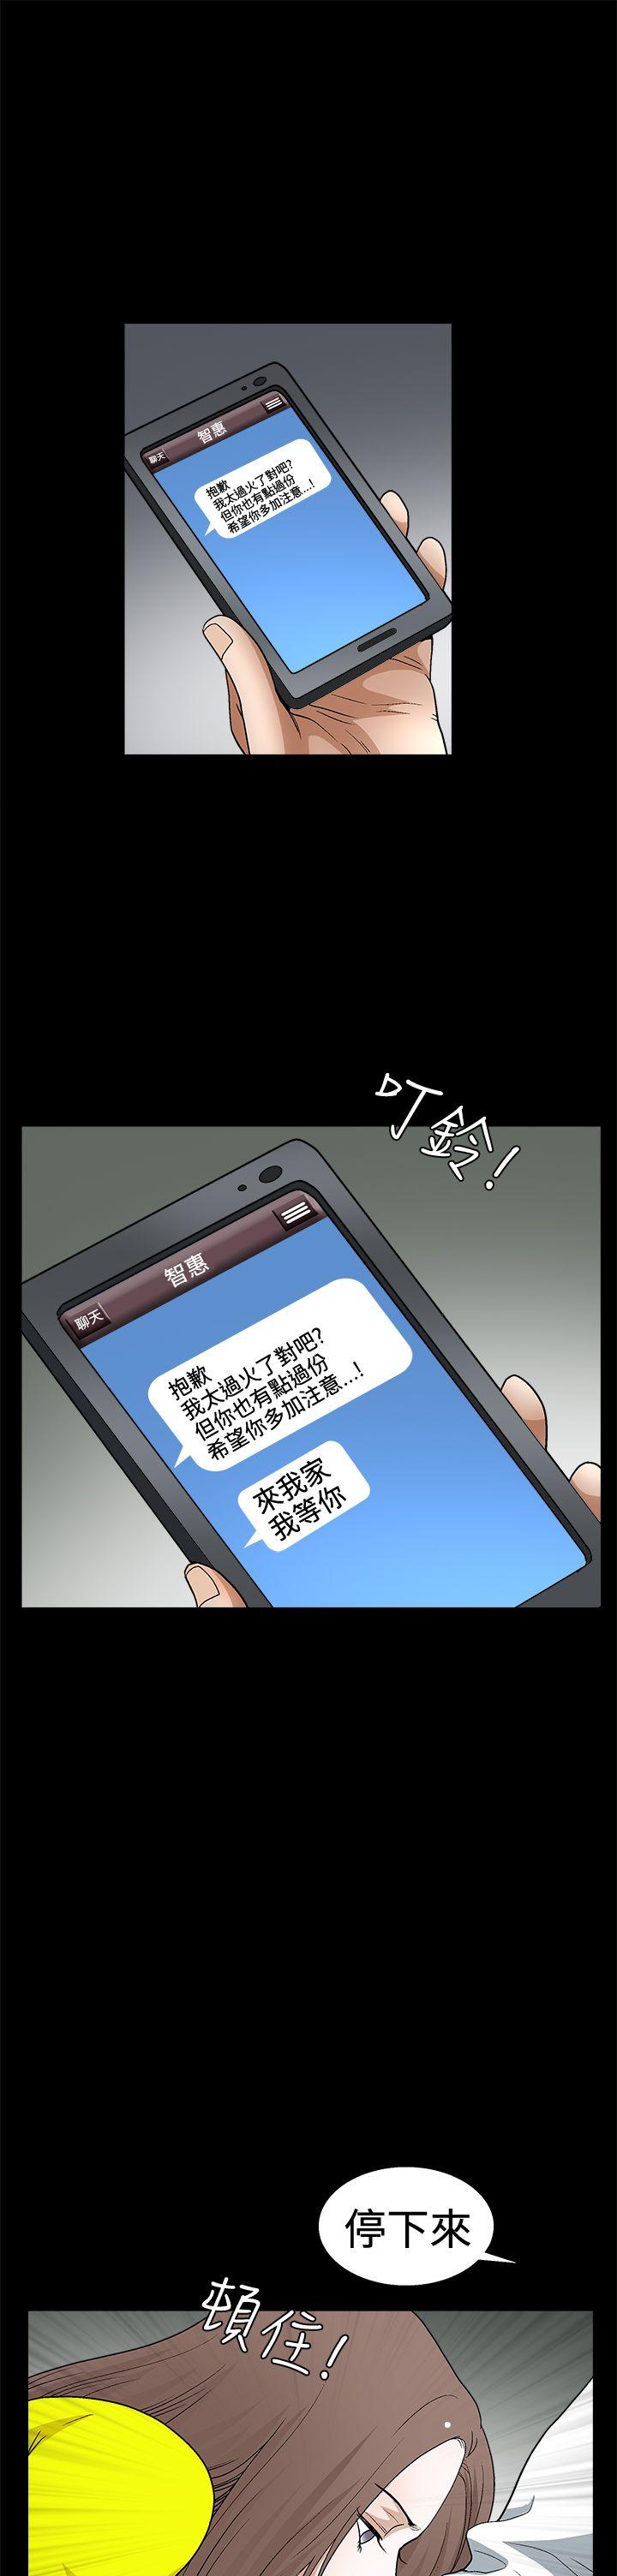 智惠
聊天
抱歉
我太過火了對吧?
但你也有點過份
希望你多加注意...!
叮鈴!
智惠
聊天
抱歉
我太過火了對吧?
但你也有點過份
希望你多加注意...!
來我家
我等你
停下來
頓住!